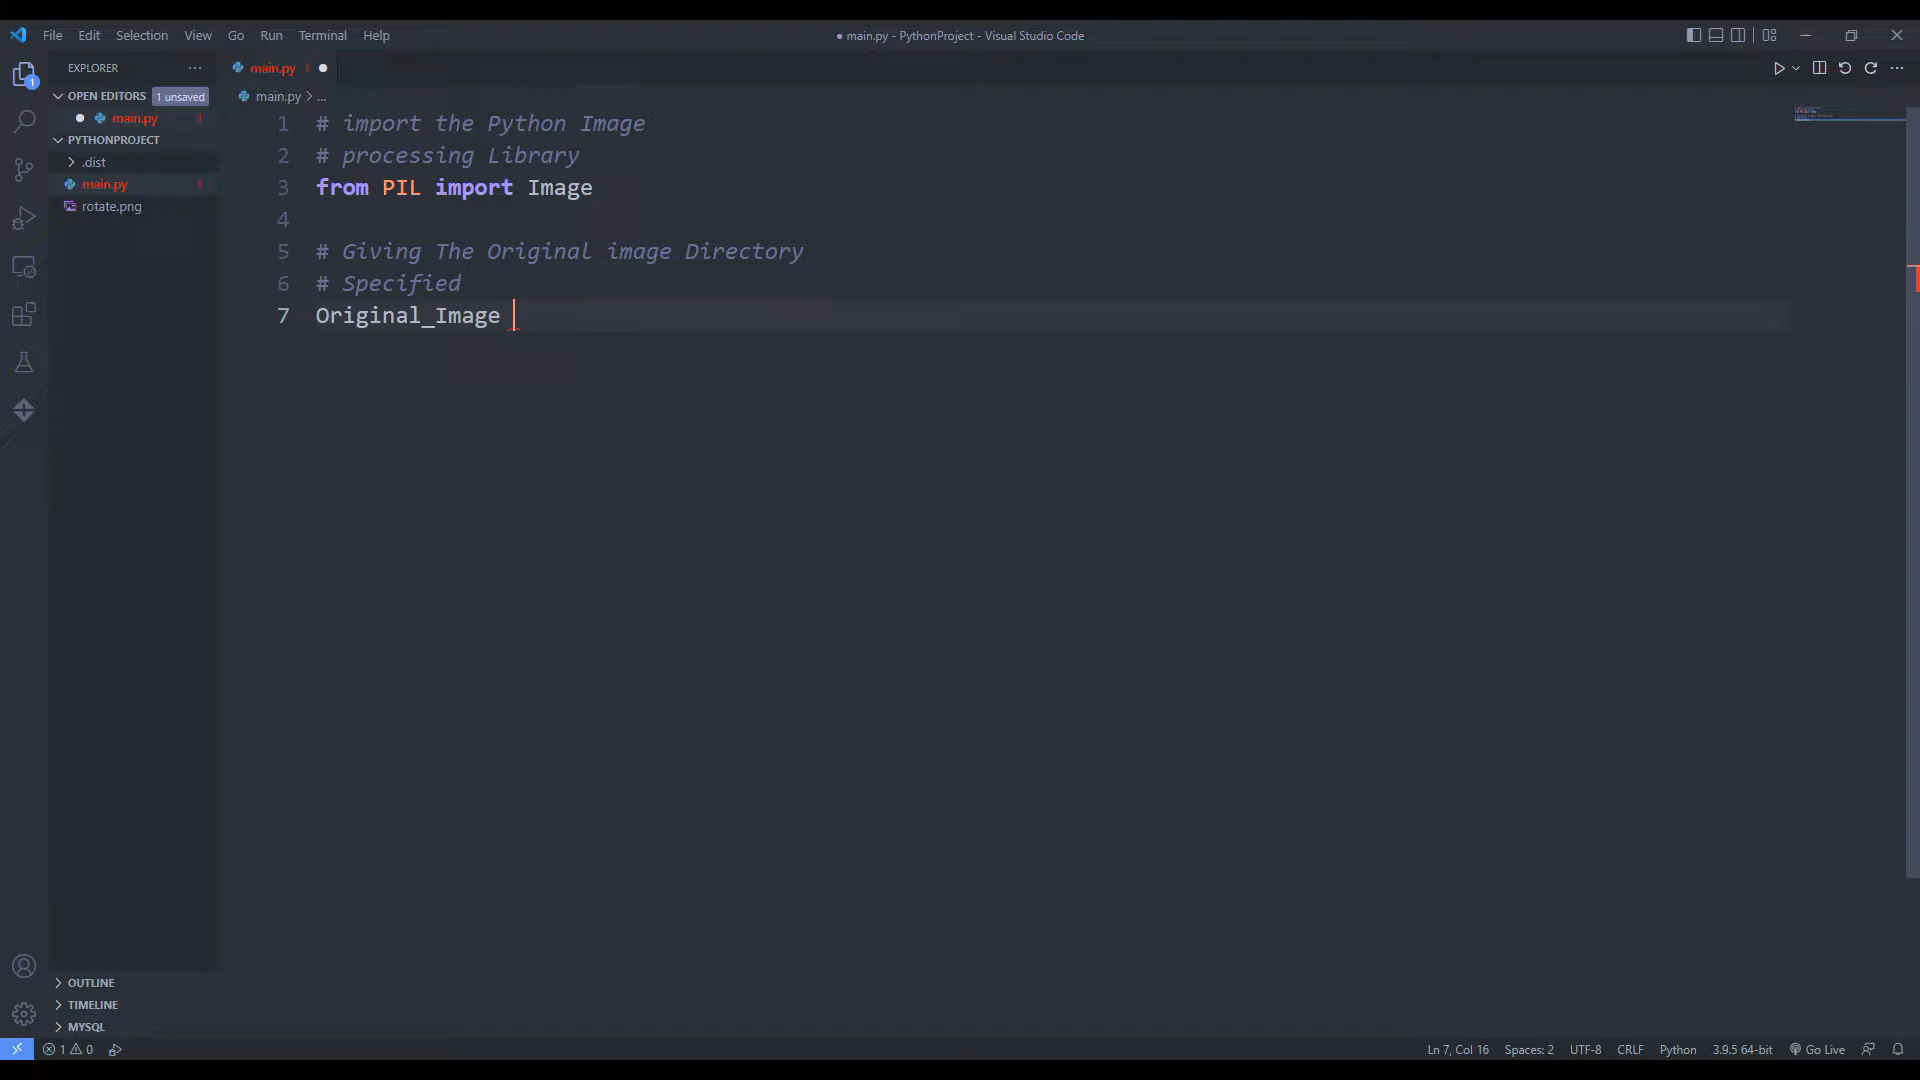 File Edit Selection View Go Run Terminal Help
● main.py - PythonProject - Visual Studio Code
EXPLORER
OPEN EDITORS 1 unsaved
main.py
PYTHONPROJECT
.dist
main.py
rotate.png
OUTLINE
TIMELINE
MYSQL
1
main.py
main.py > ...
1 # import the Python Image
2 # processing Library
3 from PIL import Image
4
5 # Giving The Original image Directory
6 # Specified
7 Original_Image
1 0
Ln 7, Col 16 Spaces: 2 UTF-8 CRLF Python 3.9.5 64-bit Go Live